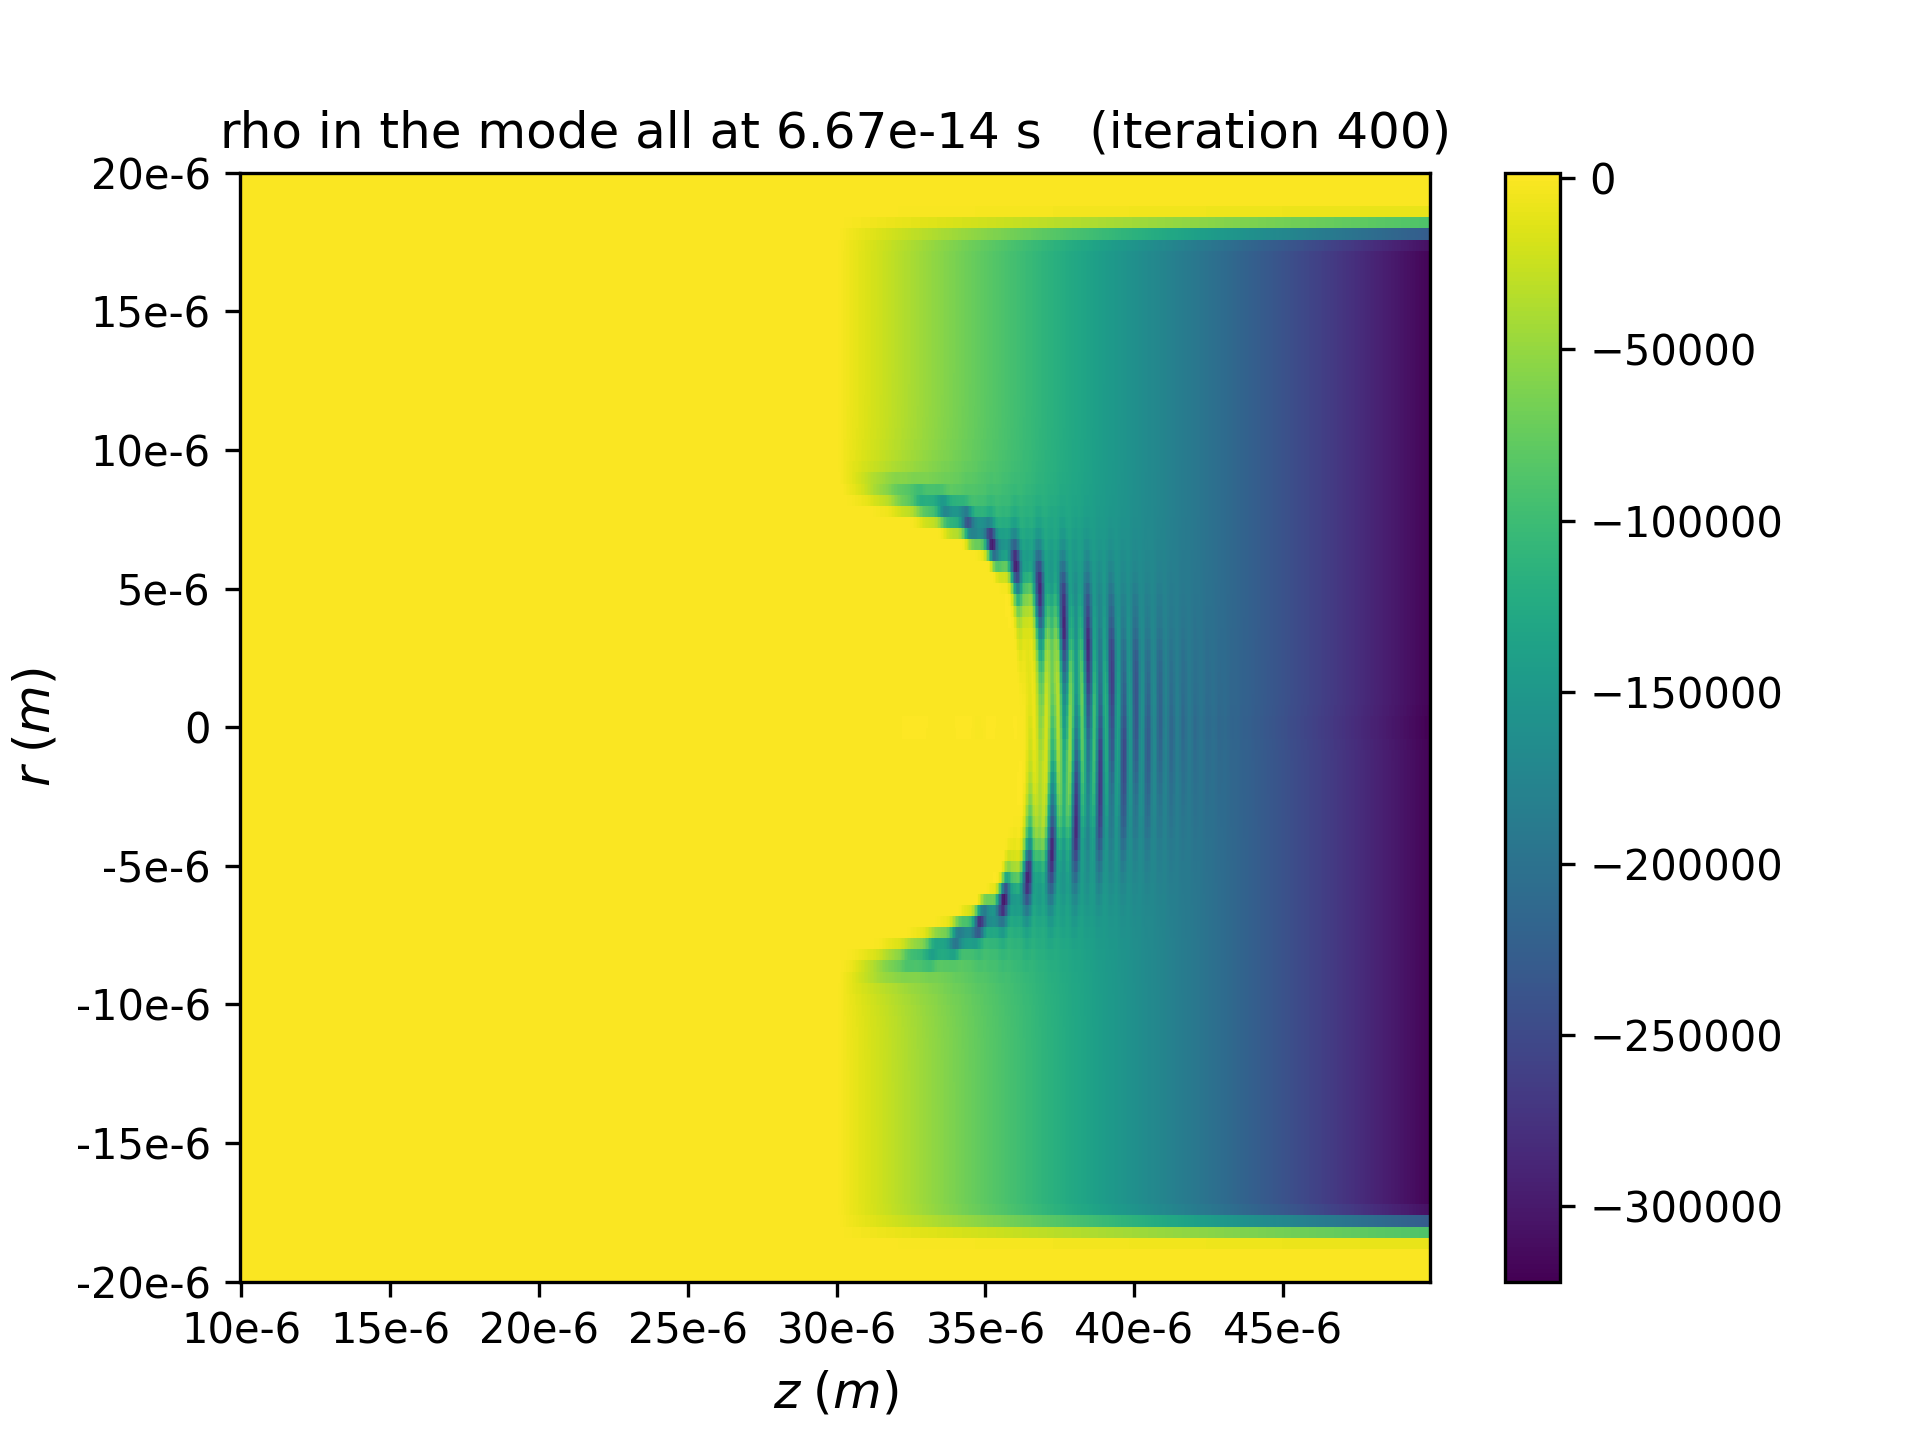 rho in the mode all at 6.67e-14 s   (iteration 400)
20e-6
15e-6
10e-6
5e-6
0
-5e-6
-10e-6
-15e-6
-20e-6
r (m)
10e-6 15e-6 20e-6 25e-6 30e-6 35e-6 40e-6 45e-6
z (m)
0
−50000
−100000
−150000
−200000
−250000
−300000